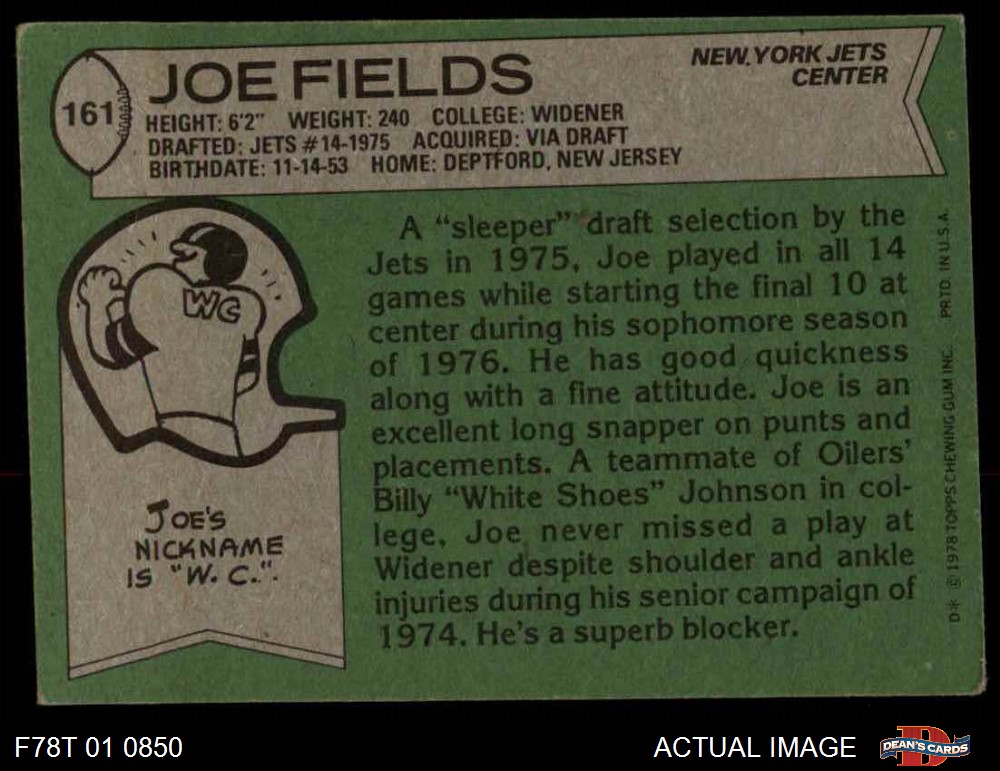 161
JOE FIELDS
NEW YORK JETS
CENTER
HEIGHT: 6'2" WEIGHT: 240 COLLEGE: WIDENER
DRAFTED: JETS #14-1975 ACQUIRED: VIA DRAFT
BIRTHDATE: 11-14-53 HOME: DEPTFORD, NEW JERSEY
WC
JOE'S
NICKNAME
IS "W.C.".
A "sleeper" draft selection by the
Jets in 1975, Joe played in all 14
games while starting the final 10 at
center during his sophomore season
of 1976. He has good quickness
along with a fine attitude. Joe is an
excellent long snapper on punts and
placements. A teammate of Oilers'
Billy "White Shoes" Johnson in col-
lege, Joe never missed a play at
Widener despite shoulder and ankle
injuries during his senior campaign of
1974. He's a superb blocker.
D* © 1978 TOPPS CHEWING GUM INC. PRTD. IN U.S.A.
F78T 01 0850
ACTUAL IMAGE
D
DEAN'S CARDS